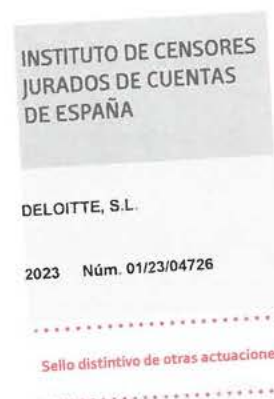 INSTITUTO DE CENSORES
JURADOS DE CUENTAS
DE ESPAÑA
DELOITTE, S.L.
2023 Núm. 01/23/04726
Sello distintivo de otras actuacione